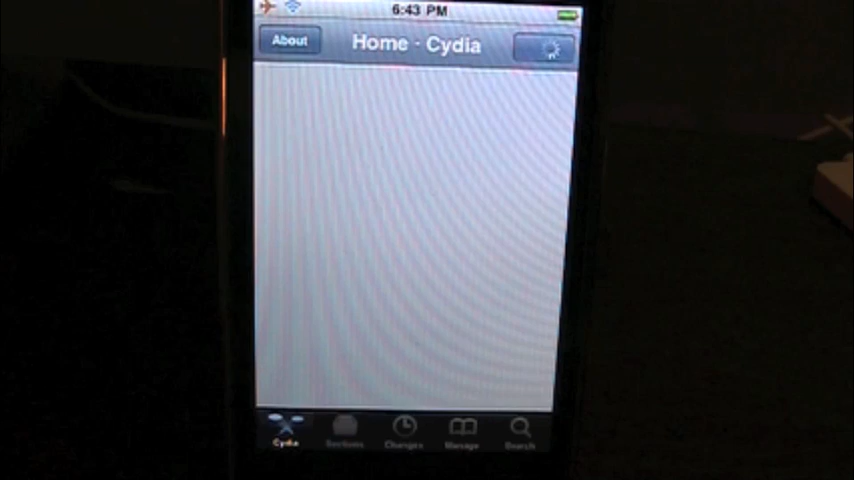 6:43 PM
About
Home · Cydia
Cydia
Sections
Changes
Manage
Search